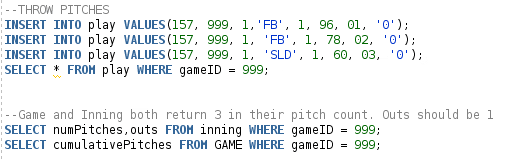 --THROW PITCHES
INSERT INTO play VALUES(157, 999, 1,'FB', 1, 96, 01, '0');
INSERT INTO play VALUES(157, 999, 1, 'FB', 1, 78, 02, '0');
INSERT INTO play VALUES(157, 999, 1, 'SLD', 1, 60, 03, '0');
SELECT * FROM play WHERE gameID = 999;
--Game and Inning both return 3 in their pitch count. Outs should be 1
SELECT numPitches,outs FROM inning WHERE gameID = 999;
SELECT cumulativePitches FROM GAME WHERE gameID = 999;